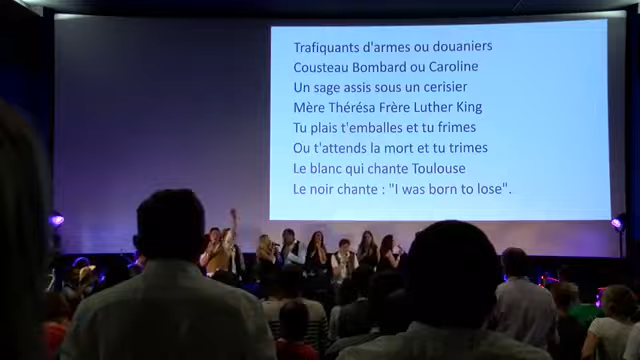 Trafiquants d'armes ou douaniers
Cousteau Bombard ou Caroline
Un sage assis sous un cerisier
Mère Thérésa Frère Luther King
Tu plais t'emballes et tu frimes
Ou t'attends la mort et tu trimes
Le blanc qui chante Toulouse
Le noir chante : "I was born to lose".